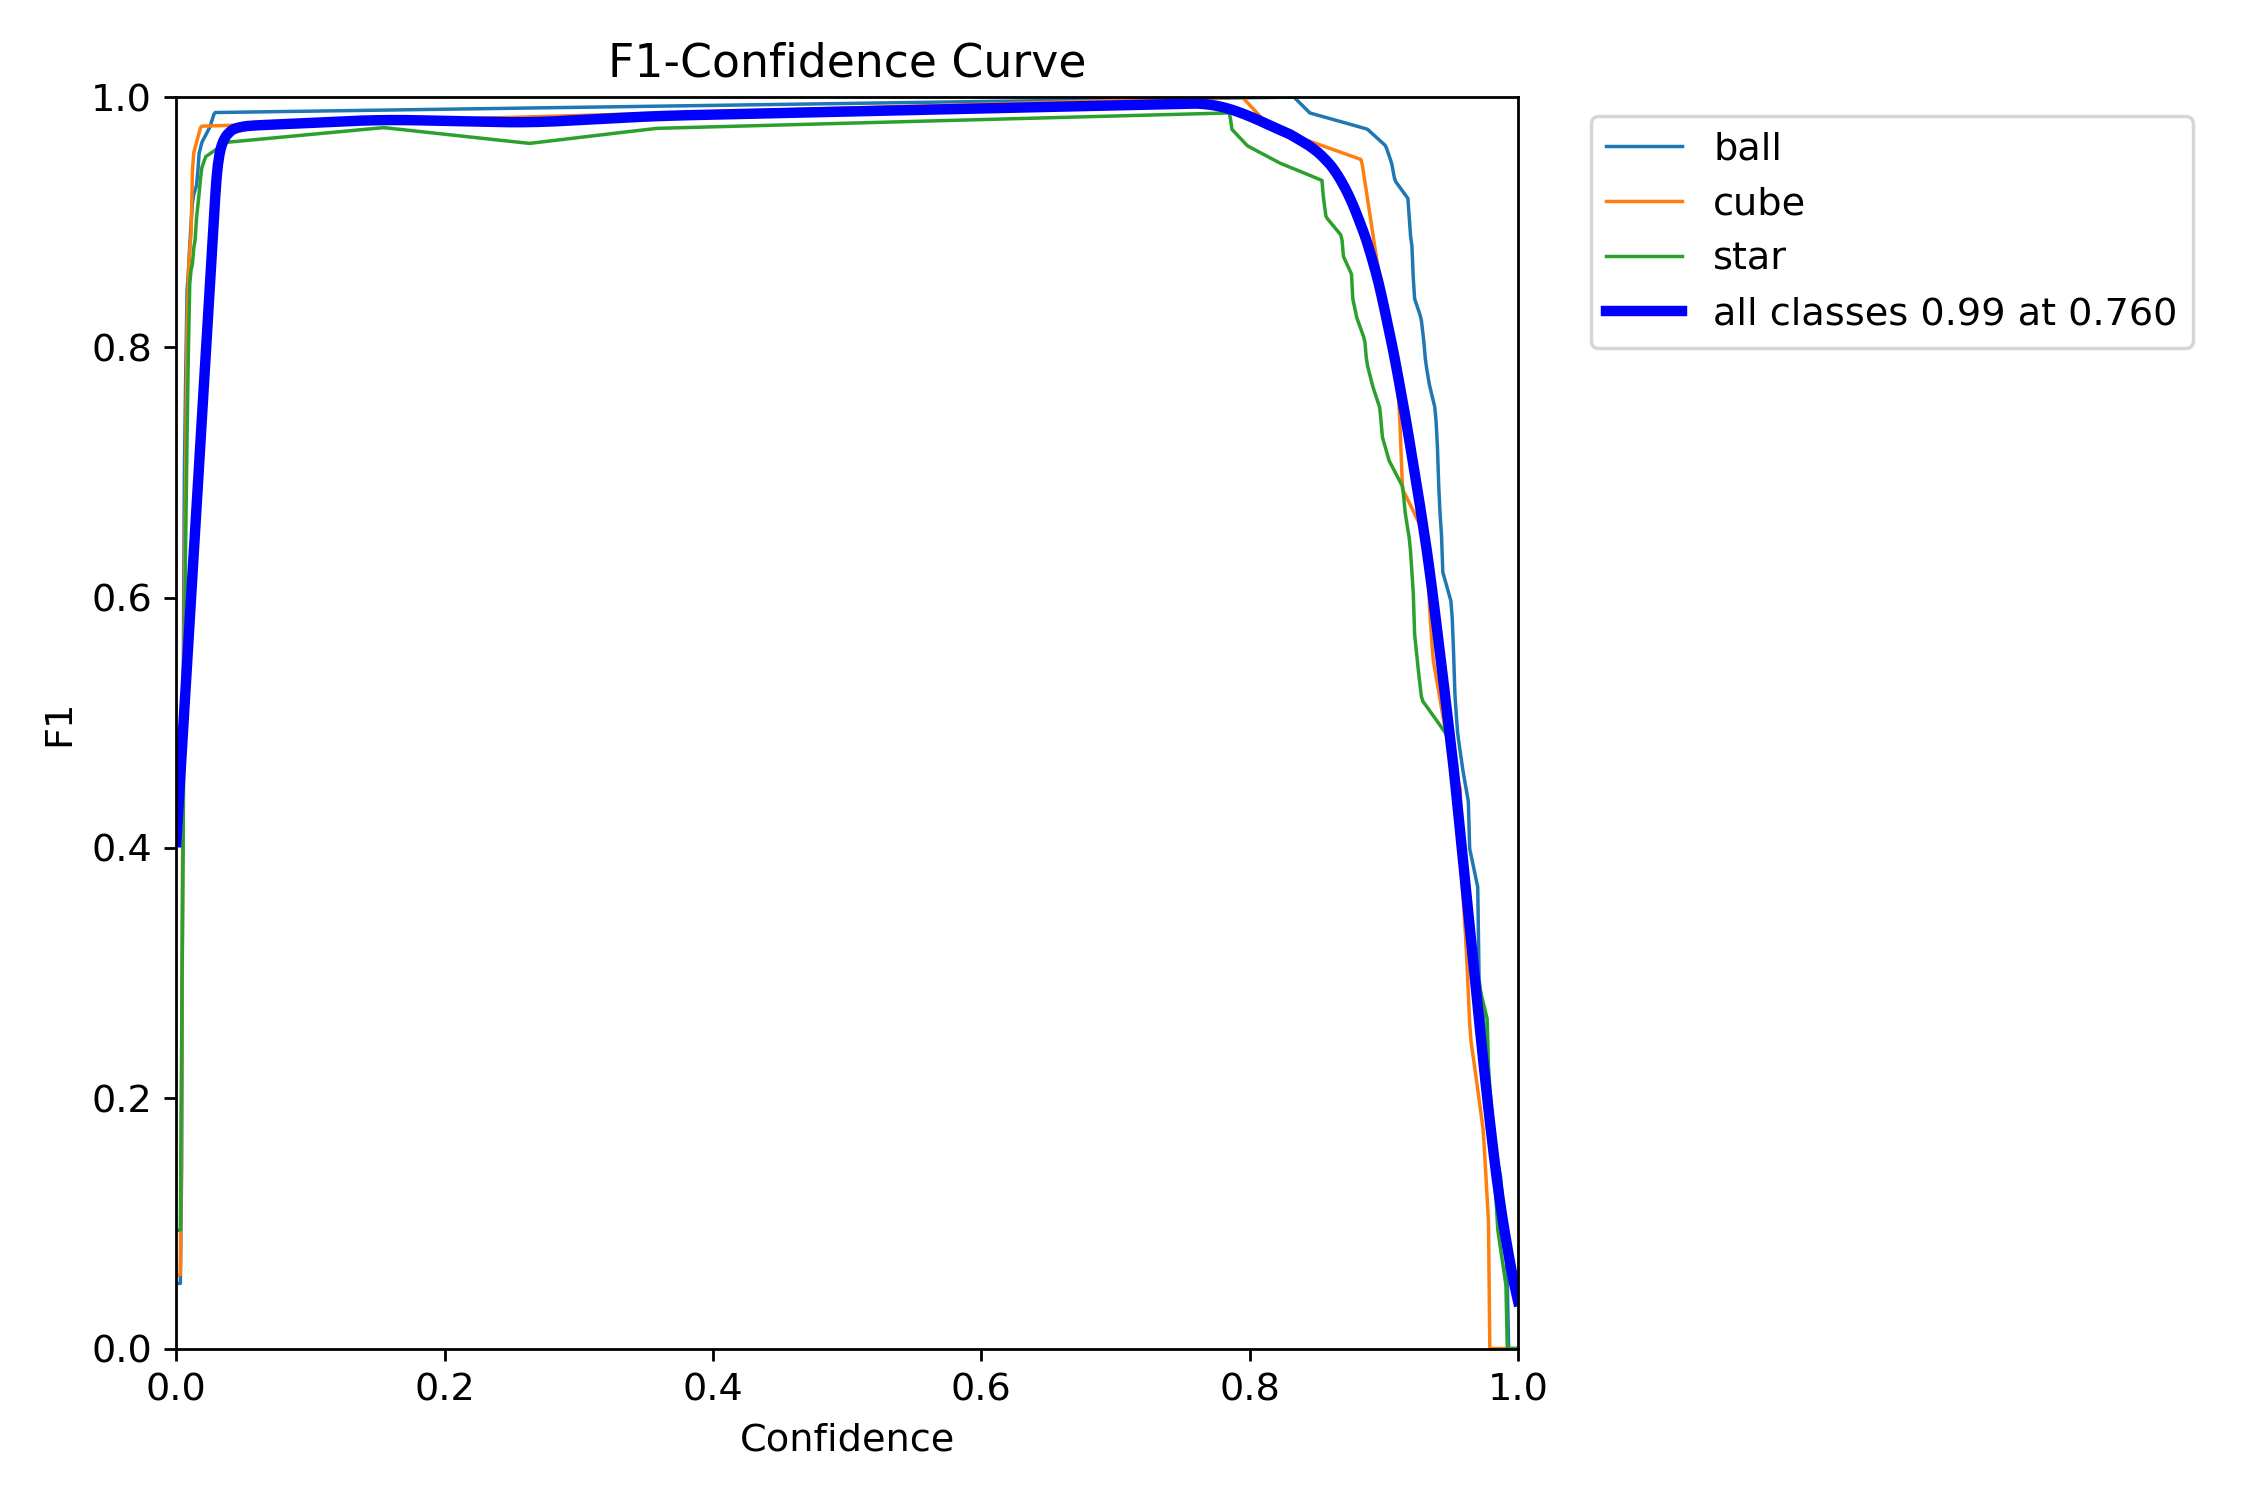 F1-Confidence Curve
1.0
0.8
0.6
0.4
0.2
0.0
F1
0.0 0.2 0.4 0.6 0.8 1.0
Confidence
ball
cube
star
all classes 0.99 at 0.760